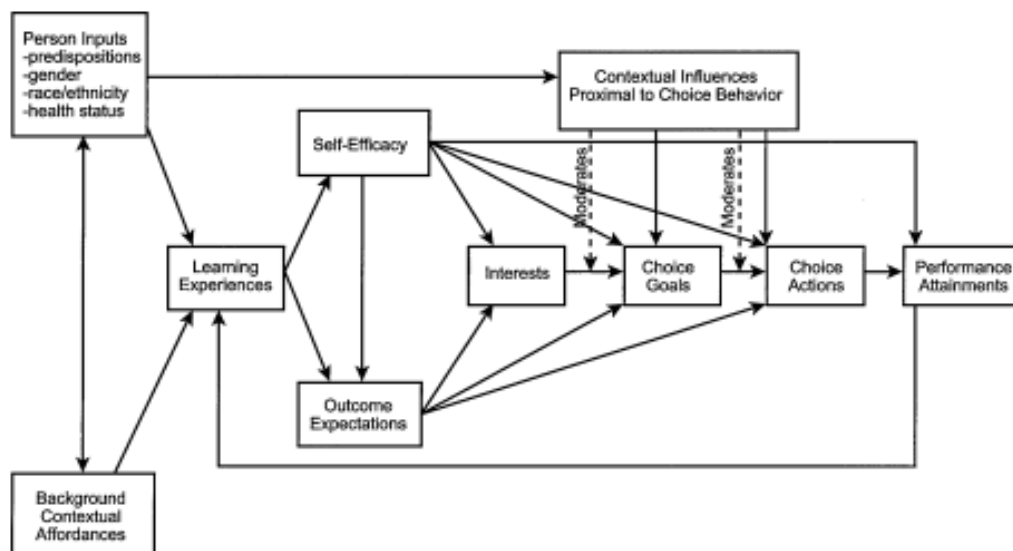 Person Inputs
-predispositions
-gender
-race/ethnicity
-health status
Contextual Influences
Proximal to Choice Behavior
Self-Efficacy
Moderates
Moderates
Learning
Experiences
Interests
Choice
Goals
Choice
Actions
Performance
Attainments
Outcome
Expectations
Background
Contextual
Affordances